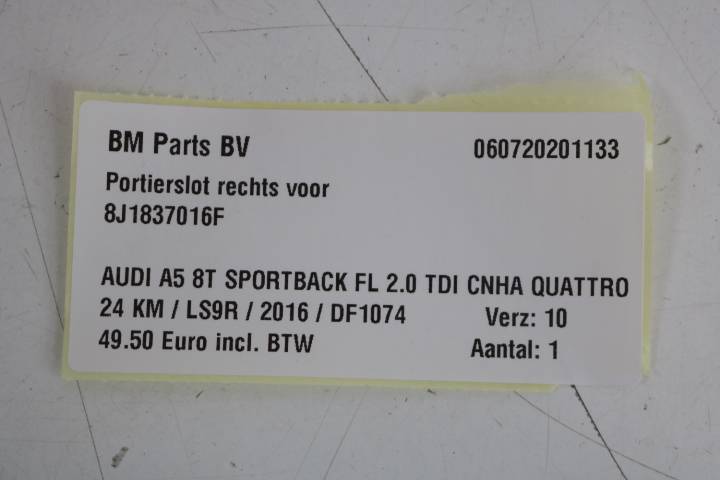 BM Parts BV 060720201133
Portierslot rechts voor
8J1837016F
AUDI A5 8T SPORTBACK FL 2.0 TDI CNHA QUATTRO
24 KM / LS9R / 2016 / DF1074 Verz: 10
49.50 Euro incl. BTW Aantal: 1